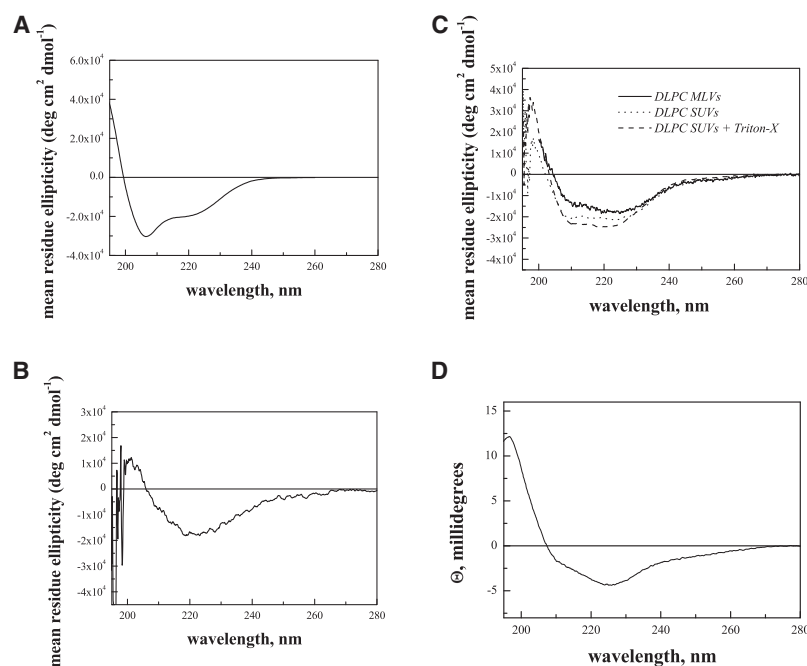 A
mean residue ellipticity (deg cm² dmol⁻¹)
6.0x10⁴
4.0x10⁴
2.0x10⁴
0.0
-2.0x10⁴
-4.0x10⁴
6.0x10⁴
200 220 240 260 280
wavelength, nm
C
mean residue ellipticity (deg cm² dmol⁻¹)
5x10⁴
4x10⁴
3x10⁴
2x10⁴
1x10⁴
0
-1x10⁴
-2x10⁴
-3x10⁴
-4x10⁴
DLPC MLVs
DLPC SUVs
DLPC SUVs + Triton-X
200 220 240 260 280
wavelength, nm
B
mean residue ellipticity (deg cm² dmol⁻¹)
3x10⁴
2x10⁴
1x10⁴
0
-1x10⁴
-2x10⁴
-3x10⁴
-4x10⁴
200 220 240 260 280
wavelength, nm
D
Θ, millidegrees
15
10
5
0
-5
200 220 240 260 280
wavelength, nm